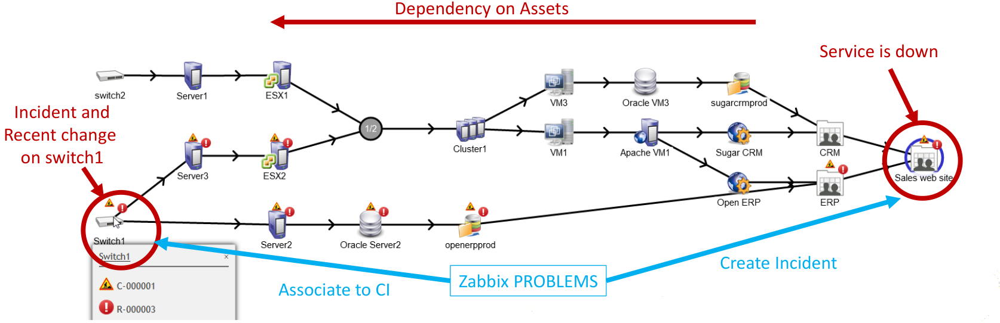 Dependency on Assets
Service is down
switch2
Server1
ESX1
VM3
Oracle VM3
sugarcrmprod
Incident and
Recent change
on switch1
1/2
Cluster1
VM1
Apache VM1
Sugar CRM
CRM
Server3
ESX2
Sales web site
Open ERP
ERP
Switch1
Server2
Oracle Server2
openerpprod
Switch1
×
C-000001
R-000003
Associate to CI
Zabbix PROBLEMS
Create Incident